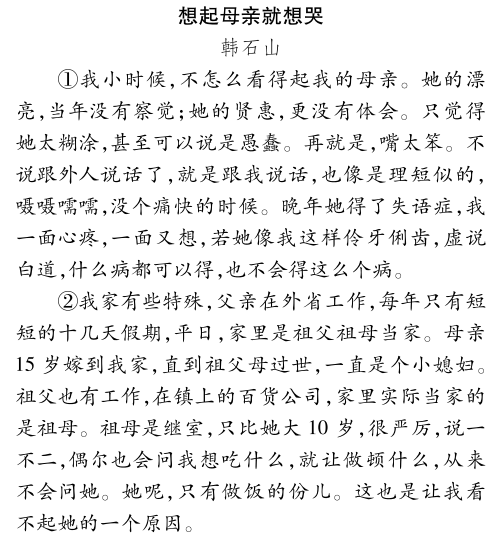 想起母亲就想哭
韩石山
①我小时候,不怎么看得起我的母亲。她的漂
亮,当年没有察觉;她的贤惠,更没有体会。只觉得
她太糊涂,甚至可以说是愚蠢。再就是,嘴太笨。不
说跟外人说话了,就是跟我说话,也像是理短似的,
嗫嗫嚅嚅,没个痛快的时候。晚年她得了失语症,我
一面心疼,一面又想,若她像我这样伶牙俐齿,虚说
白道,什么病都可以得,也不会得这么个病。
②我家有些特殊,父亲在外省工作,每年只有短
短的十几天假期,平日,家里是祖父祖母当家。母亲
15 岁嫁到我家,直到祖父母过世,一直是个小媳妇。
祖父也有工作,在镇上的百货公司,家里实际当家的
是祖母。祖母是继室,只比她大 10 岁,很严厉,说一
不二,偶尔也会问我想吃什么,就让做顿什么,从来
不会问她。她呢,只有做饭的份儿。这也是让我看
不起她的一个原因。